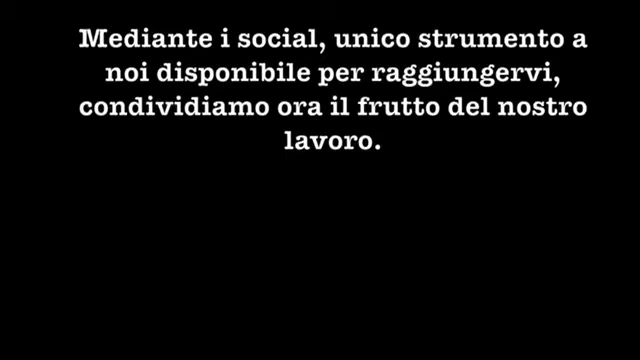 Mediante i social, unico strumento a
noi disponibile per raggiungervi,
condividiamo ora il frutto del nostro
lavoro.